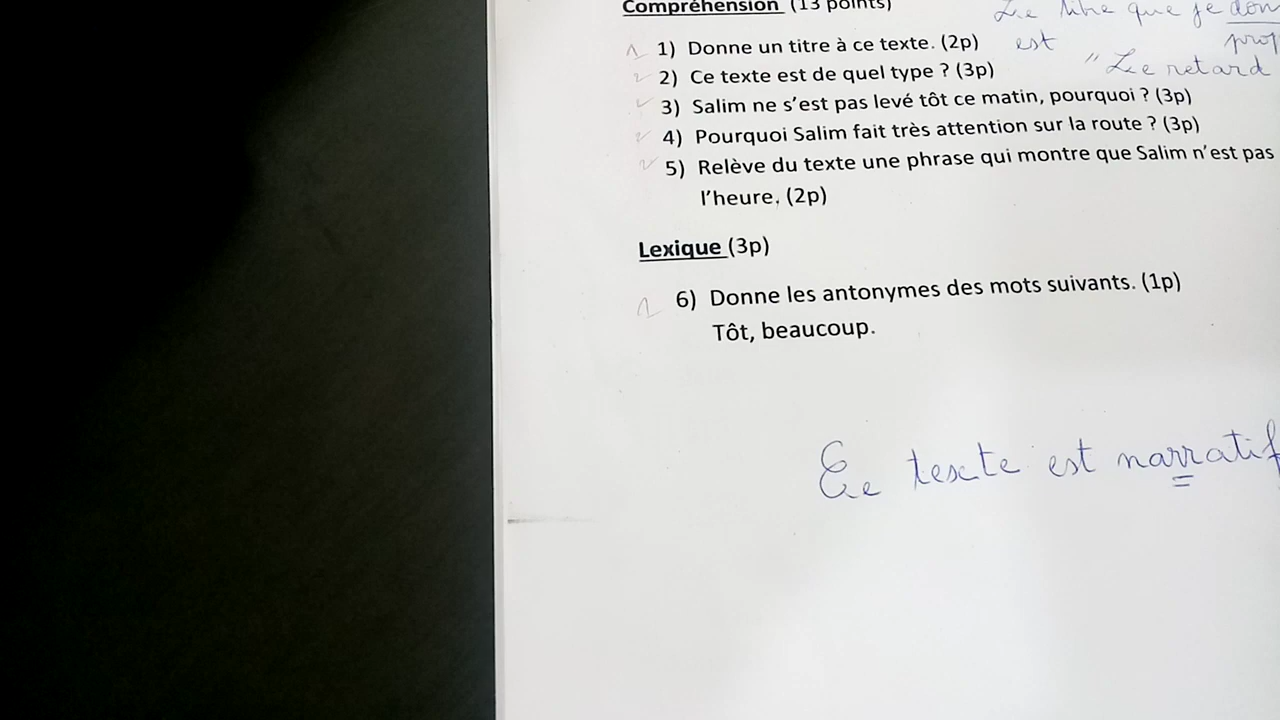 Compréhension (13 points)
Le titre que je don
1) Donne un titre à ce texte. (2p) est prop
2) Ce texte est de quel type ? (3p) "Le retard
3) Salim ne s'est pas levé tôt ce matin, pourquoi ? (3p)
4) Pourquoi Salim fait très attention sur la route ? (3p)
5) Relève du texte une phrase qui montre que Salim n'est pas
l'heure. (2p)
Lexique (3p)
6) Donne les antonymes des mots suivants. (1p)
Tôt, beaucoup.
Ce texte est narratif